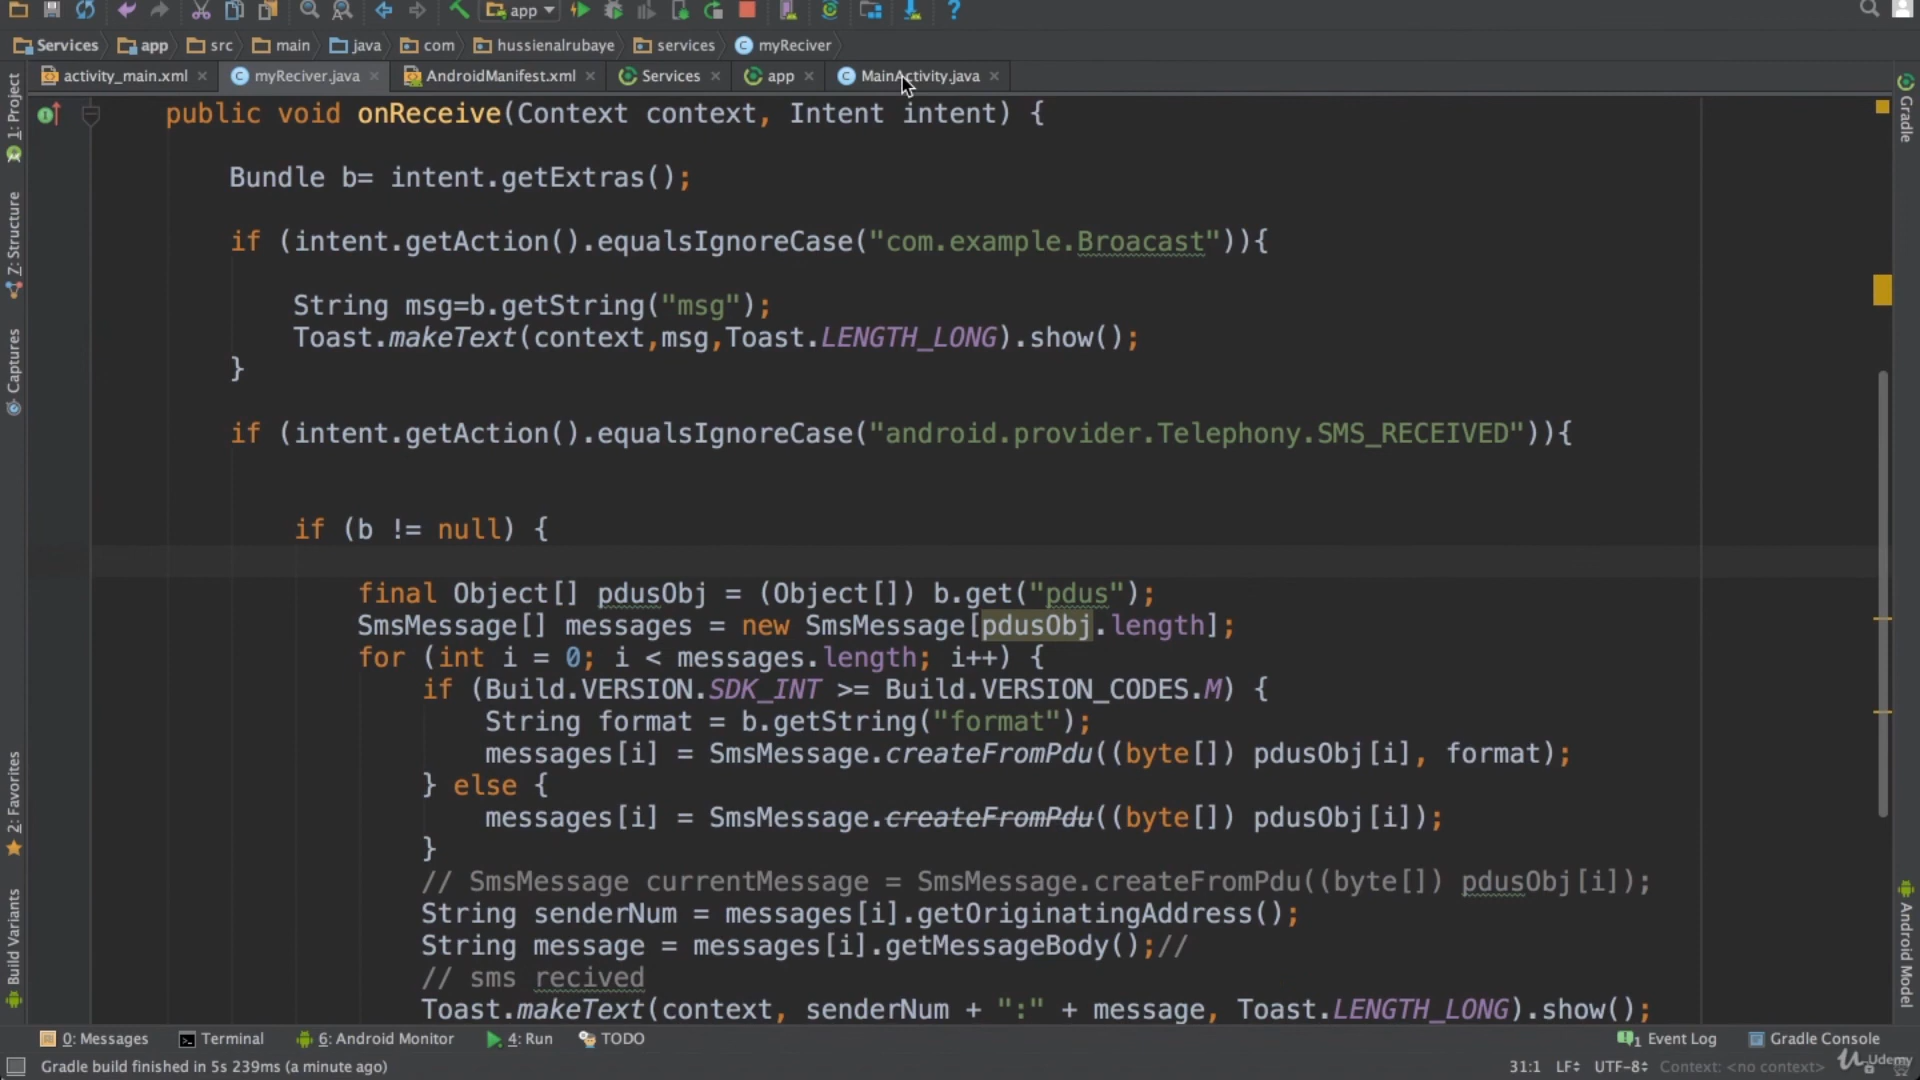 app
Services app src main java com hussienalrubaye services myReciver
activity_main.xml myReciver.java AndroidManifest.xml Services app MainActivity.java
1: Project
Z: Structure
Captures
2: Favorites
Build Variants
Gradle
Android Model
public void onReceive(Context context, Intent intent) {
Bundle b= intent.getExtras();
if (intent.getAction().equalsIgnoreCase("com.example.Broacast")){
String msg=b.getString("msg");
Toast.makeText(context,msg,Toast.LENGTH_LONG).show();
}
if (intent.getAction().equalsIgnoreCase("android.provider.Telephony.SMS_RECEIVED")){
if (b != null) {
final Object[] pdusObj = (Object[]) b.get("pdus");
SmsMessage[] messages = new SmsMessage[pdusObj.length];
for (int i = 0; i < messages.length; i++) {
if (Build.VERSION.SDK_INT >= Build.VERSION_CODES.M) {
String format = b.getString("format");
messages[i] = SmsMessage.createFromPdu((byte[]) pdusObj[i], format);
} else {
messages[i] = SmsMessage.createFromPdu((byte[]) pdusObj[i]);
}
// SmsMessage currentMessage = SmsMessage.createFromPdu((byte[]) pdusObj[i]);
String senderNum = messages[i].getOriginatingAddress();
String message = messages[i].getMessageBody();//
// sms recived
Toast.makeText(context, senderNum + ":" + message, Toast.LENGTH_LONG).show();
0: Messages Terminal 6: Android Monitor 4: Run TODO 1 Event Log Gradle Console
Gradle build finished in 5s 239ms (a minute ago) 31:1 LF UTF-8 Context: <no context>
Udemy